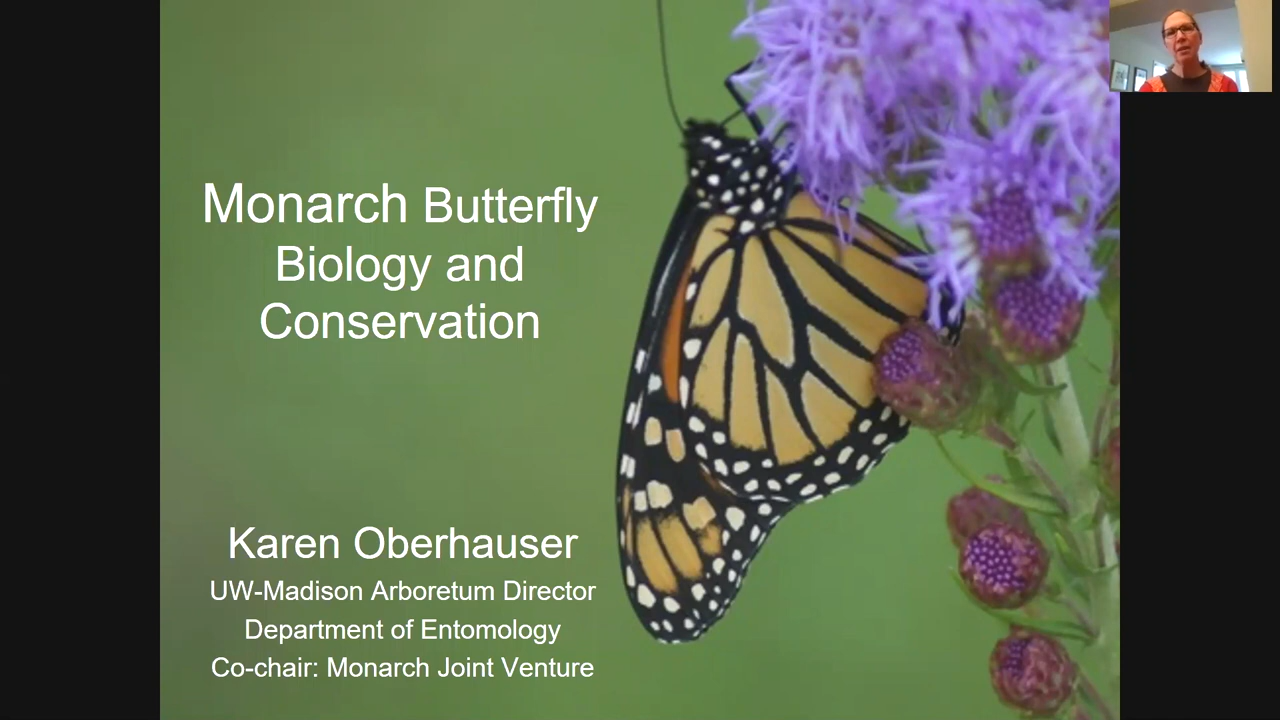 Monarch Butterfly
Biology and
Conservation
Karen Oberhauser
UW-Madison Arboretum Director
Department of Entomology
Co-chair: Monarch Joint Venture